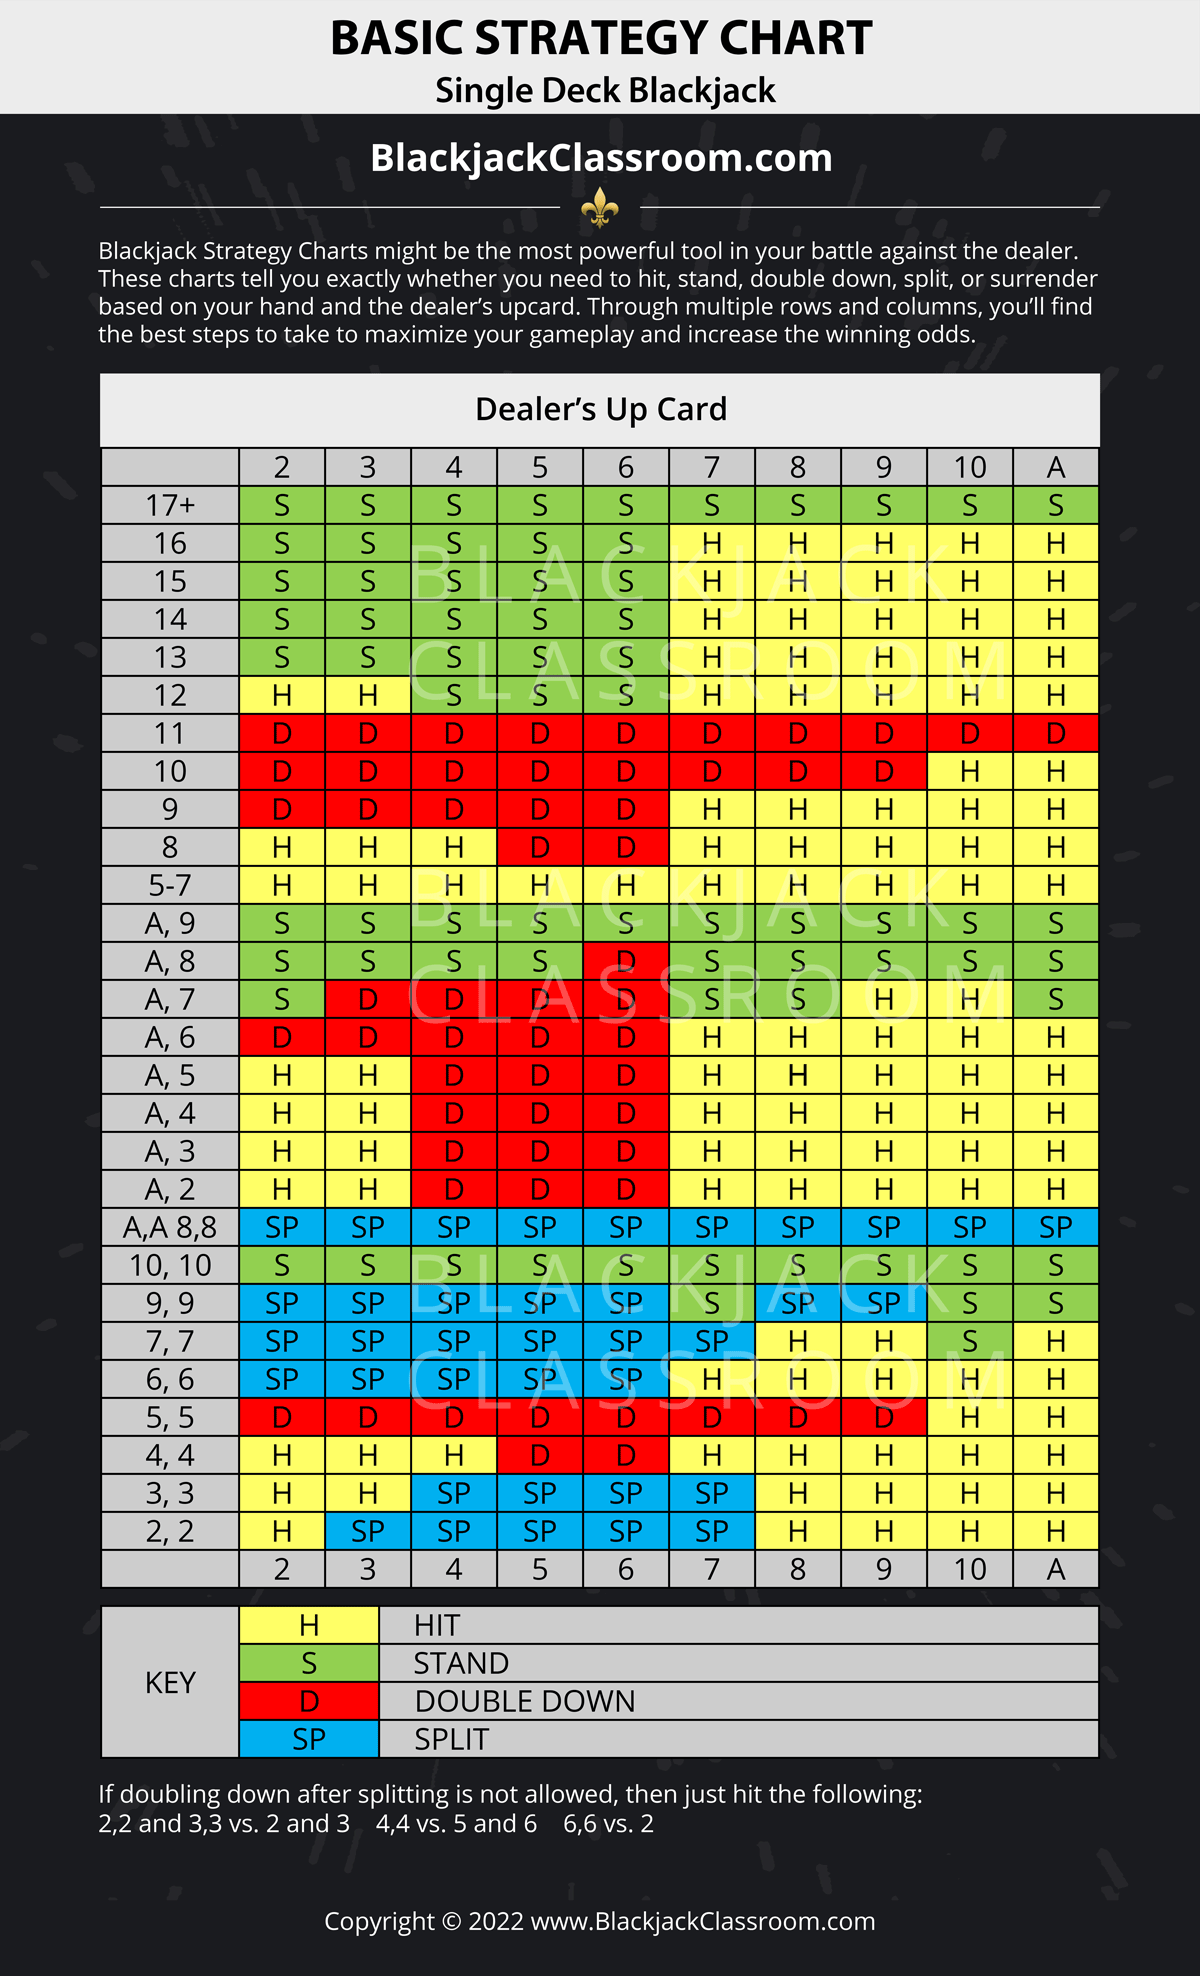 BASIC STRATEGY CHART
Single Deck Blackjack
BlackjackClassroom.com
Blackjack Strategy Charts might be the most powerful tool in your battle against the dealer.
These charts tell you exactly whether you need to hit, stand, double down, split, or surrender
based on your hand and the dealer’s upcard. Through multiple rows and columns, you’ll find
the best steps to take to maximize your gameplay and increase the winning odds.
Dealer’s Up Card
2 3 4 5 6 7 8 9 10 A
17+ S S S S S S S S S S
16 S S S S S H H H H H
15 S S S S S H H H H H
14 S S S S S H H H H H
13 S S S S S H H H H H
12 H H S S S H H H H H
11 D D D D D D D D D D
10 D D D D D D D D H H
9 D D D D D H H H H H
8 H H H D D H H H H H
5-7 H H H H H H H H H H
A, 9 S S S S S S S S S S
A, 8 S S S S D S S S S S
A, 7 S D D D D S S H H S
A, 6 D D D D D H H H H H
A, 5 H H D D D H H H H H
A, 4 H H D D D H H H H H
A, 3 H H D D D H H H H H
A, 2 H H D D D H H H H H
A,A 8,8 SP SP SP SP SP SP SP SP SP SP
10, 10 S S S S S S S S S S
9, 9 SP SP SP SP SP S SP SP S S
7, 7 SP SP SP SP SP SP H H S H
6, 6 SP SP SP SP SP H H H H H
5, 5 D D D D D D D D H H
4, 4 H H H D D H H H H H
3, 3 H H SP SP SP SP H H H H
2, 2 H SP SP SP SP SP H H H H
2 3 4 5 6 7 8 9 10 A
BLACKJACK
CLASSROOM
BLACKJACK
CLASSROOM
BLACKJACK
CLASSROOM
KEY
H HIT
S STAND
D DOUBLE DOWN
SP SPLIT
If doubling down after splitting is not allowed, then just hit the following:
2,2 and 3,3 vs. 2 and 3 4,4 vs. 5 and 6 6,6 vs. 2
Copyright © 2022 www.BlackjackClassroom.com